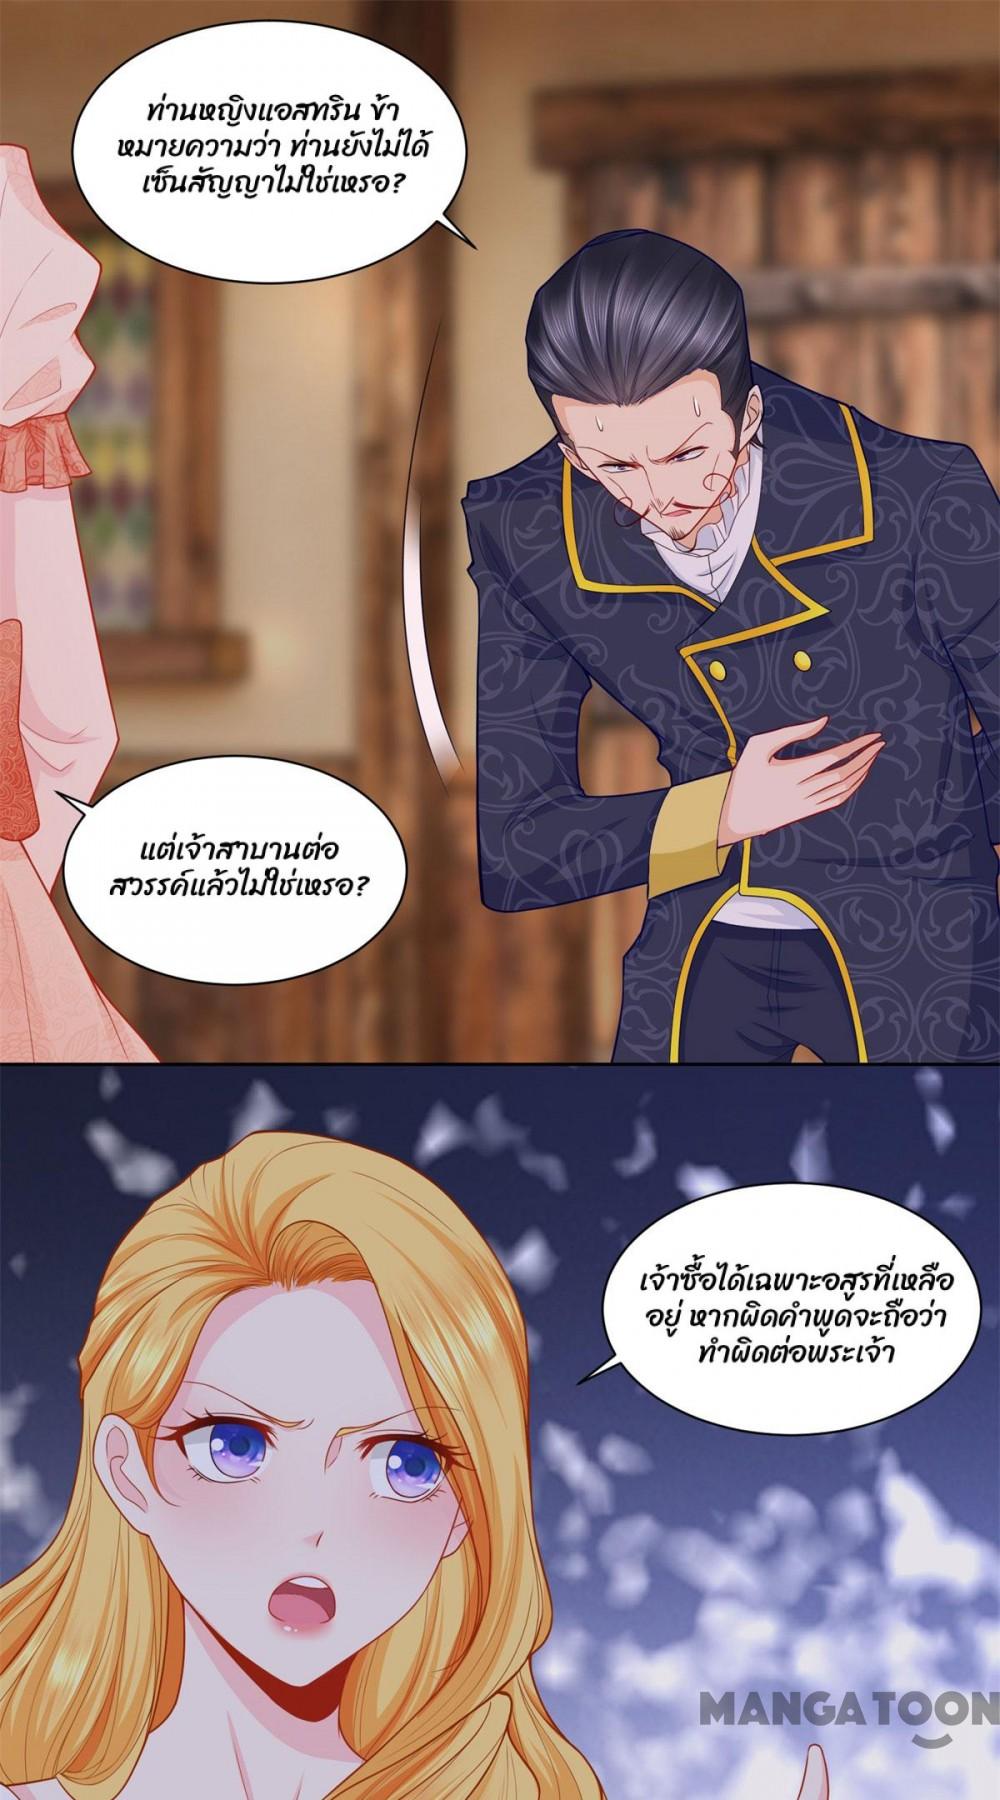 ท่านหญิงแอสทริน ข้า
หมายความว่า ท่านยังไม่ได้
เซ็นสัญญาไม่ใช่เหรอ?
แต่เจ้าสาบานต่อ
สวรรค์แล้วไม่ใช่เหรอ?
เจ้าซื้อได้เฉพาะอสูรที่เหลือ
อยู่ หากผิดคำพูดจะถือว่า
ทำผิดต่อพระเจ้า
MANGATOON